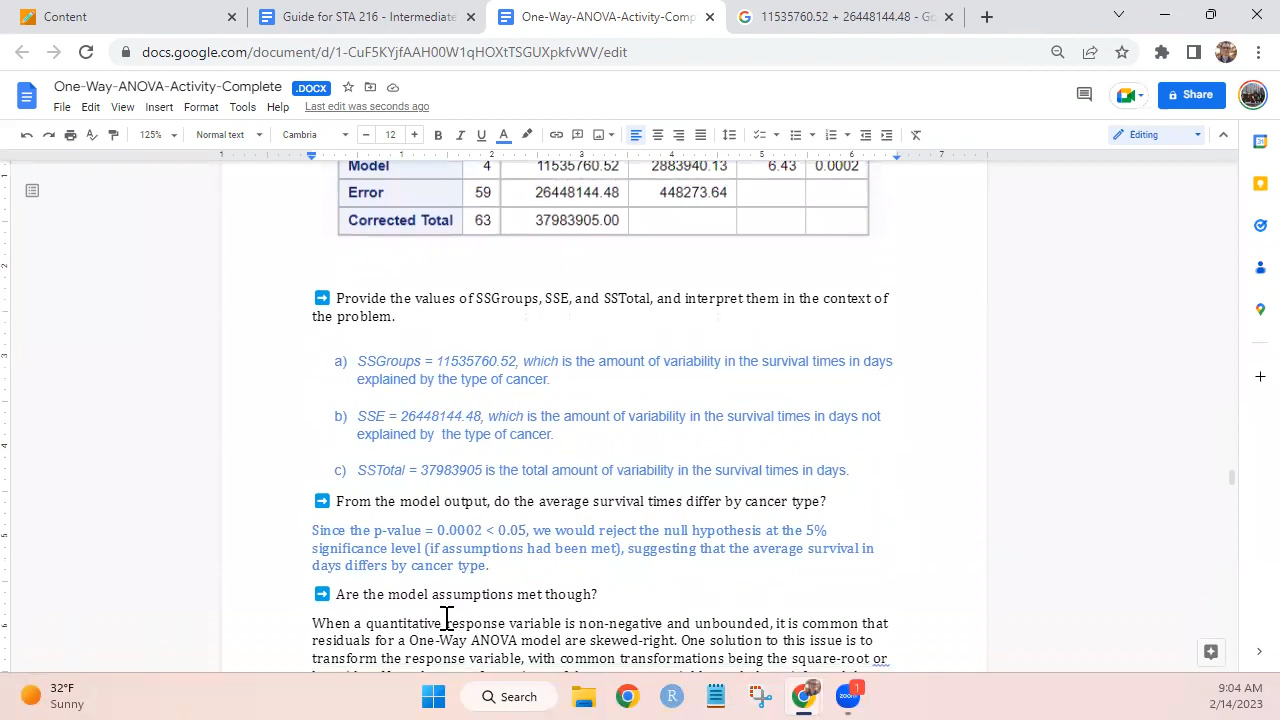 Content
Guide for STA 216 - Intermediate
One-Way-ANOVA-Activity-Comp
11535760.52 + 26448144.48 - Go
docs.google.com/document/d/1-CuF5KYjfAAH00W1qHOXtTSGUXpkfvWV/edit
One-Way-ANOVA-Activity-Complete .DOCX
File Edit View Insert Format Tools Help Last edit was seconds ago
Share
125% Normal text Cambria 12 B I U A Editing
1 1 2 3 4 5 6 7
Model 4 11535760.52 2883940.13 6.43 0.0002
Error 59 26448144.48 448273.64
Corrected Total 63 37983905.00
Provide the values of SSGroups, SSE, and SSTotal, and interpret them in the context of
the problem.
a) SSGroups = 11535760.52, which is the amount of variability in the survival times in days
explained by the type of cancer.
b) SSE = 26448144.48, which is the amount of variability in the survival times in days not
explained by the type of cancer.
c) SSTotal = 37983905 is the total amount of variability in the survival times in days.
From the model output, do the average survival times differ by cancer type?
Since the p-value = 0.0002 < 0.05, we would reject the null hypothesis at the 5%
significance level (if assumptions had been met), suggesting that the average survival in
days differs by cancer type.
Are the model assumptions met though?
When a quantitative response variable is non-negative and unbounded, it is common that
residuals for a One-Way ANOVA model are skewed-right. One solution to this issue is to
transform the response variable, with common transformations being the square-root or
32°F
Sunny
Search
1
9:04 AM
2/14/2023